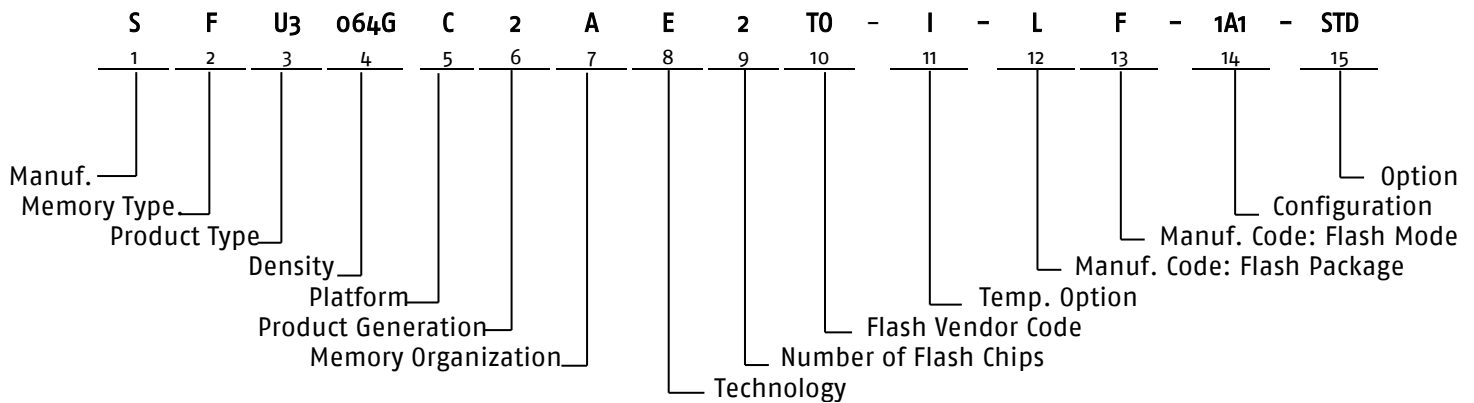 S F U3 064G C 2 A E 2 TO - I - L F - 1A1 - STD
1 2 3 4 5 6 7 8 9 10 11 12 13 14 15
Manuf. Option
Memory Type. Configuration
Product Type Manuf. Code: Flash Mode
Density Manuf. Code: Flash Package
Platform Temp. Option
Product Generation Flash Vendor Code
Memory Organization Number of Flash Chips
Technology